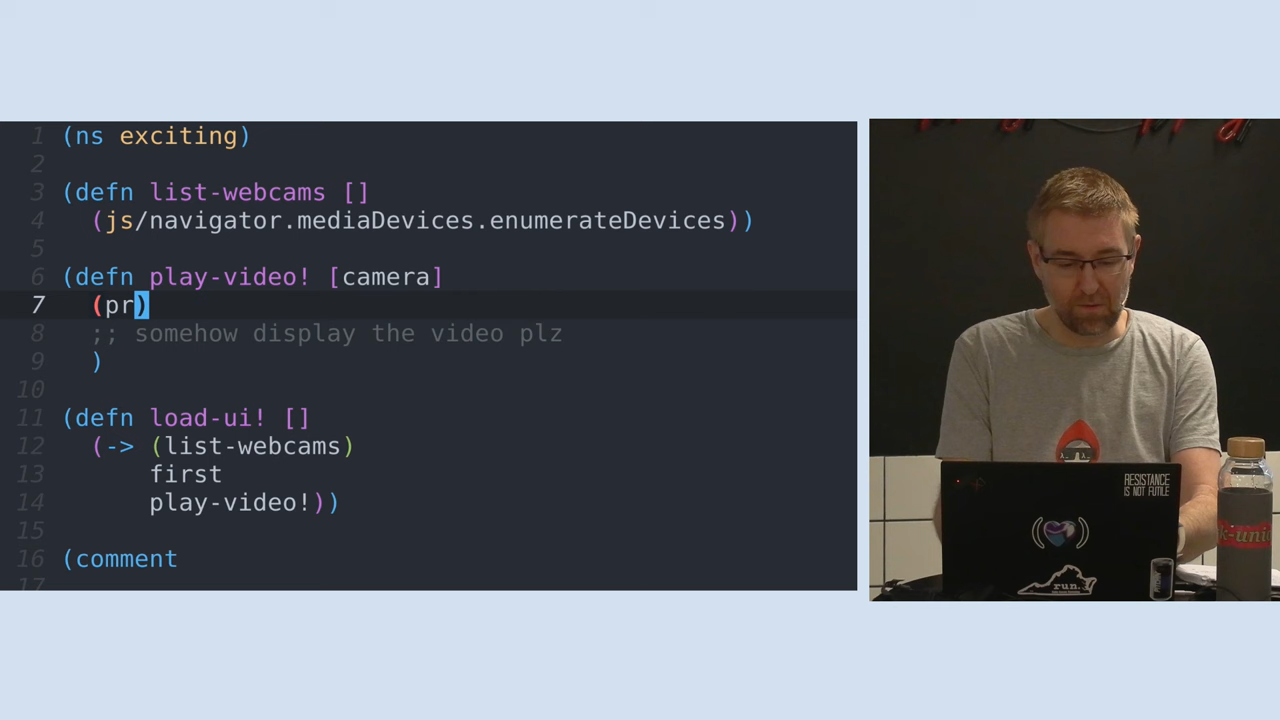 1 (ns exciting)
2
3 (defn list-webcams []
4 (js/navigator.mediaDevices.enumerateDevices))
5
6 (defn play-video! [camera]
7 (pr)
8 ;; somehow display the video plz
9 )
10
11 (defn load-ui! []
12 (-> (list-webcams)
13 first
14 play-video!))
15
16 (comment
17
RESISTANCE
IS NOT FUTILE
run.